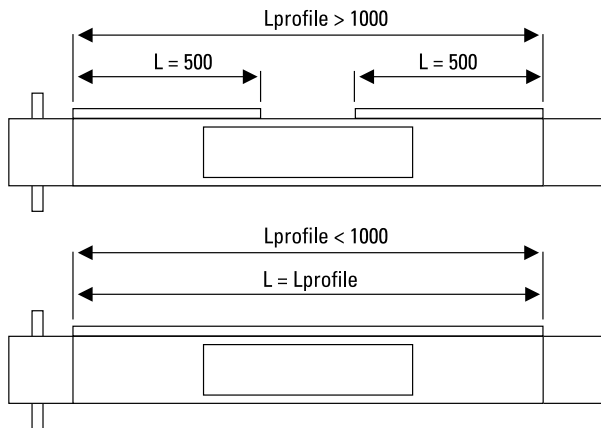 Lprofile > 1000
L = 500
L = 500
Lprofile < 1000
L = Lprofile